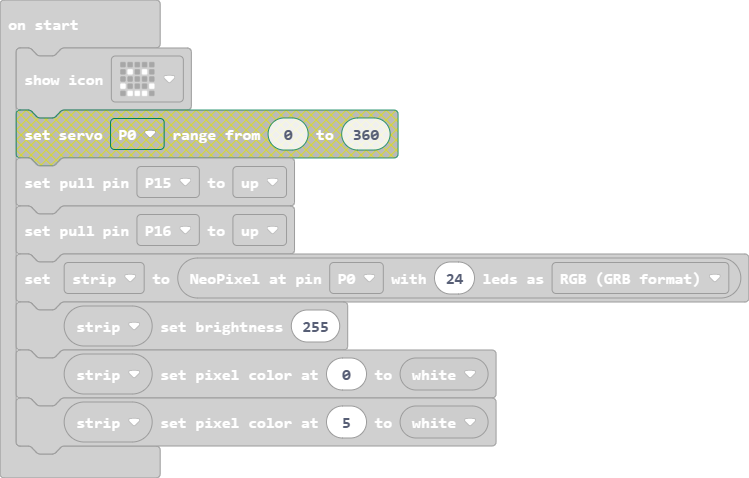 on start
show icon
set servo P0 range from 0 to 360
set pull pin P15 to up
set pull pin P16 to up
set strip to NeoPixel at pin P0 with 24 leds as RGB (GRB format)
strip set brightness 255
strip set pixel color at 0 to white
strip set pixel color at 5 to white